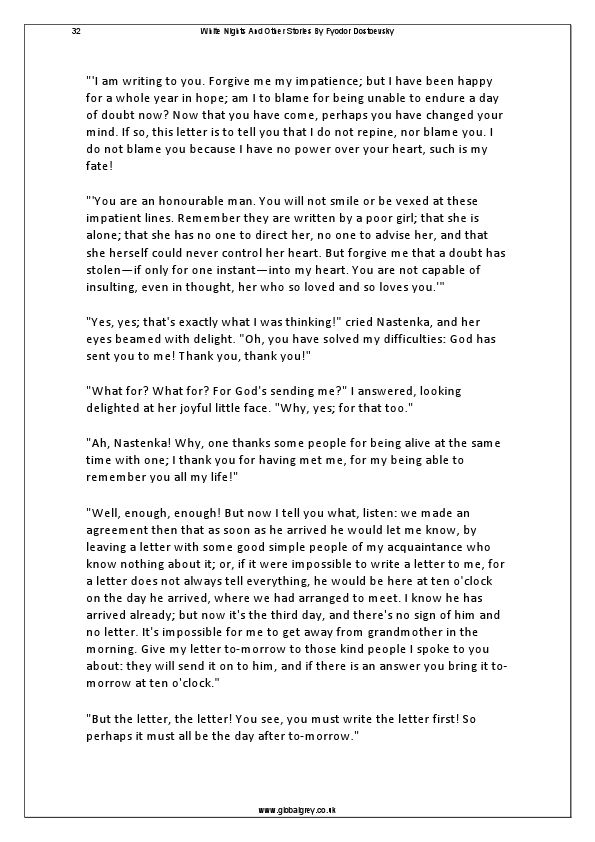 32 White Nights And Other Stories By Fyodor Dostoevsky
"'I am writing to you. Forgive me my impatience; but I have been happy
for a whole year in hope; am I to blame for being unable to endure a day
of doubt now? Now that you have come, perhaps you have changed your
mind. If so, this letter is to tell you that I do not repine, nor blame you. I
do not blame you because I have no power over your heart, such is my
fate!
"'You are an honourable man. You will not smile or be vexed at these
impatient lines. Remember they are written by a poor girl; that she is
alone; that she has no one to direct her, no one to advise her, and that
she herself could never control her heart. But forgive me that a doubt has
stolen—if only for one instant—into my heart. You are not capable of
insulting, even in thought, her who so loved and so loves you.'"
"Yes, yes; that's exactly what I was thinking!" cried Nastenka, and her
eyes beamed with delight. "Oh, you have solved my difficulties: God has
sent you to me! Thank you, thank you!"
"What for? What for? For God's sending me?" I answered, looking
delighted at her joyful little face. "Why, yes; for that too."
"Ah, Nastenka! Why, one thanks some people for being alive at the same
time with one; I thank you for having met me, for my being able to
remember you all my life!"
"Well, enough, enough! But now I tell you what, listen: we made an
agreement then that as soon as he arrived he would let me know, by
leaving a letter with some good simple people of my acquaintance who
know nothing about it; or, if it were impossible to write a letter to me, for
a letter does not always tell everything, he would be here at ten o'clock
on the day he arrived, where we had arranged to meet. I know he has
arrived already; but now it's the third day, and there's no sign of him and
no letter. It's impossible for me to get away from grandmother in the
morning. Give my letter to-morrow to those kind people I spoke to you
about: they will send it on to him, and if there is an answer you bring it to-
morrow at ten o'clock."
"But the letter, the letter! You see, you must write the letter first! So
perhaps it must all be the day after to-morrow."
www.globalgrey.co.uk